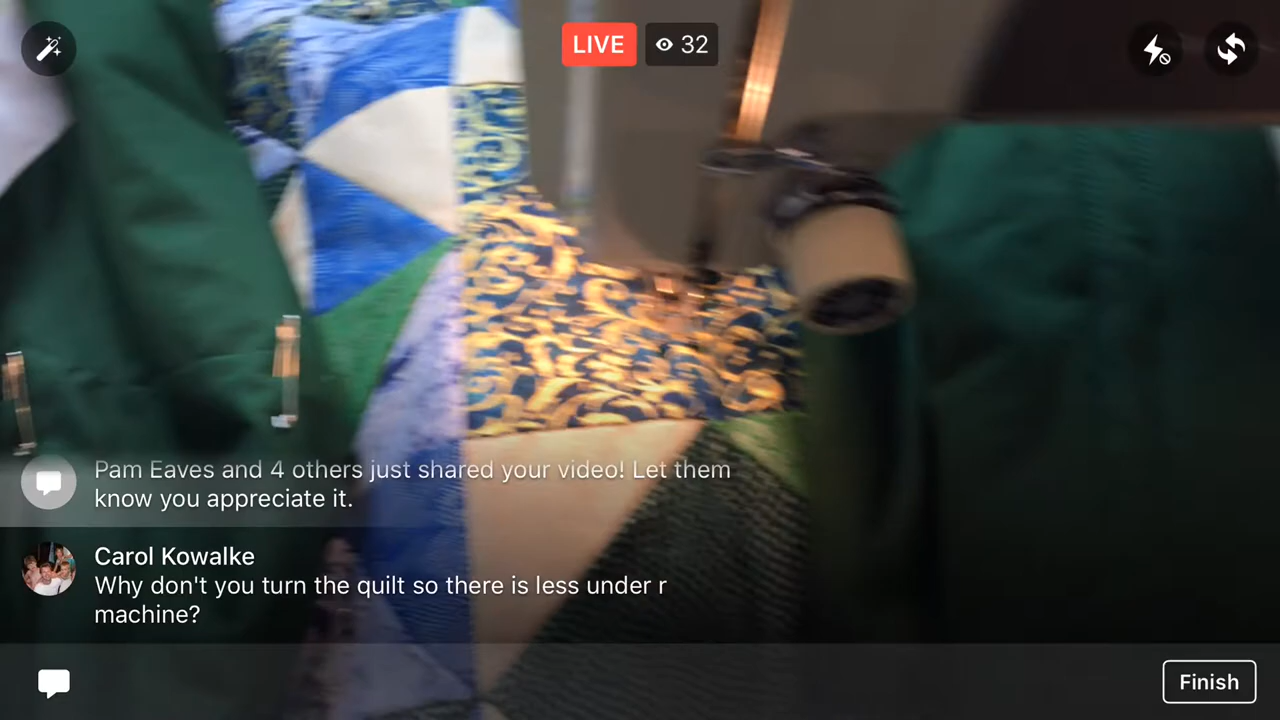 LIVE 32
Pam Eaves and 4 others just shared your video! Let them
know you appreciate it.
Carol Kowalke
Why don't you turn the quilt so there is less under r
machine?
Finish